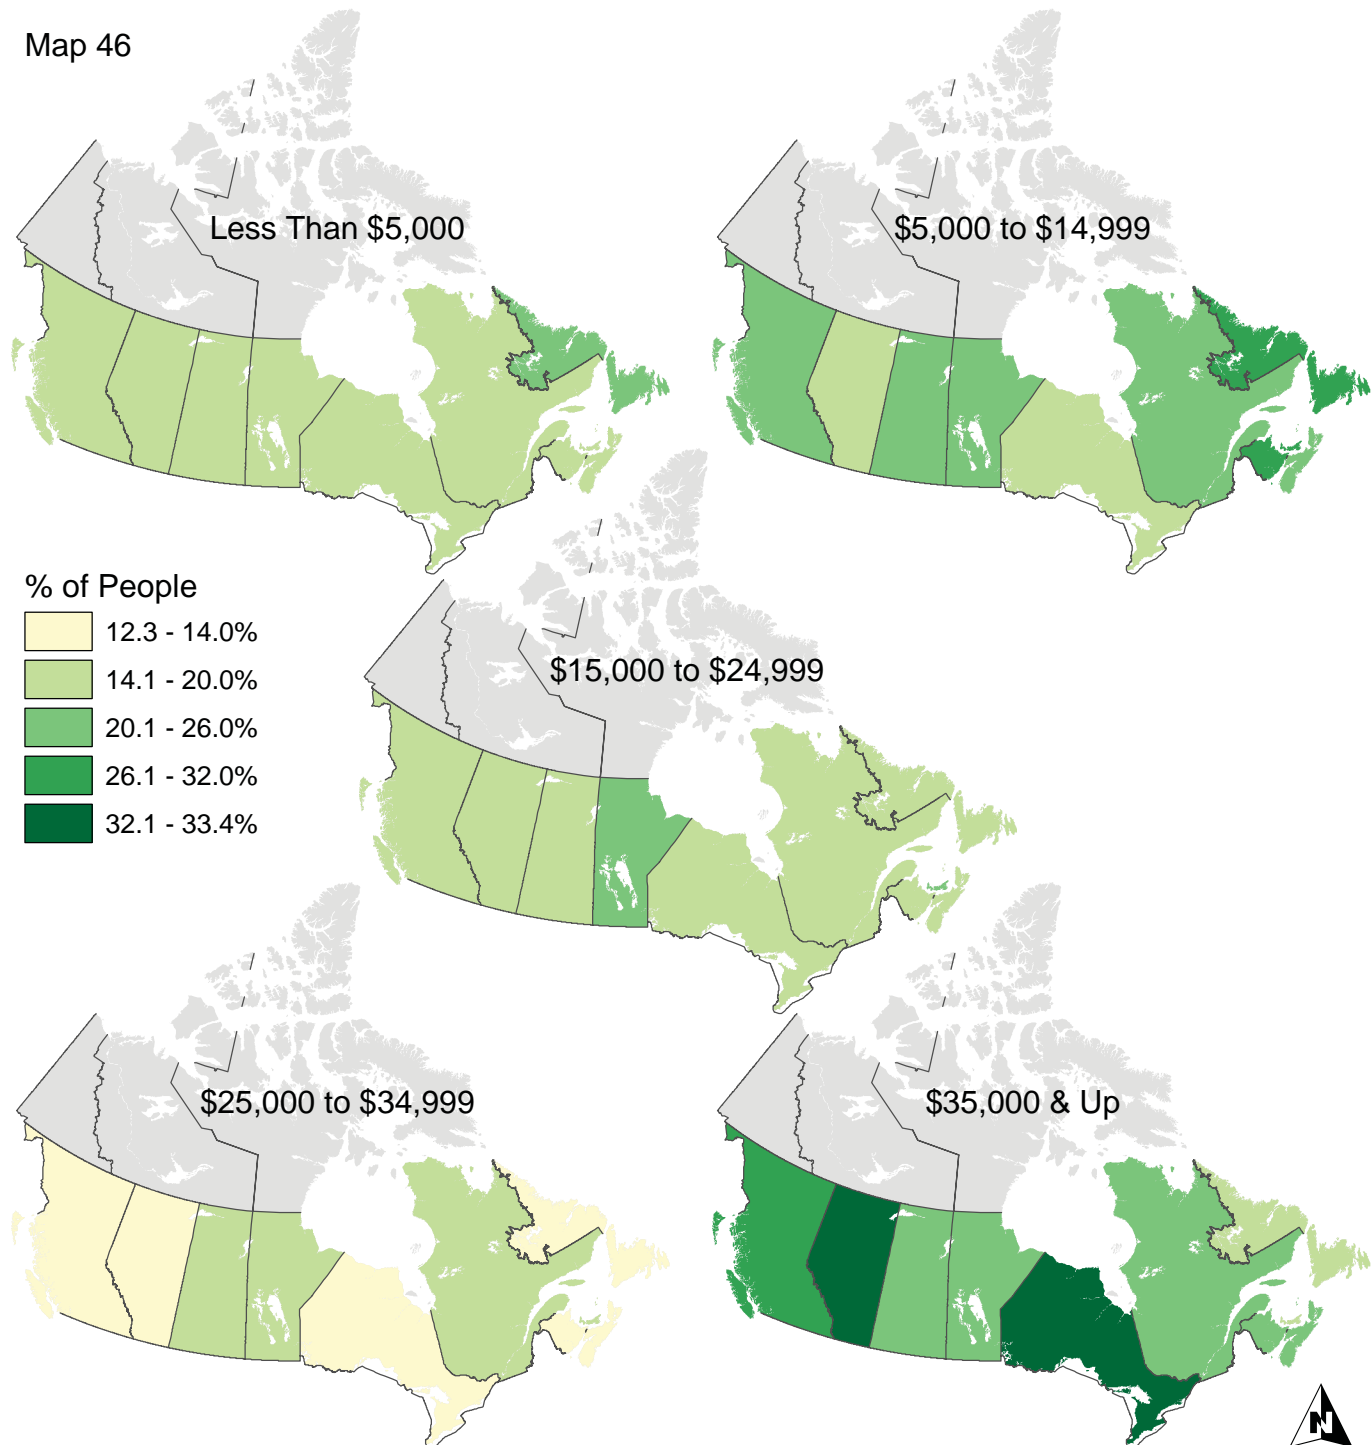 Map 46
Less Than $5,000
$5,000 to $14,999
% of People
12.3 - 14.0%
14.1 - 20.0%
20.1 - 26.0%
26.1 - 32.0%
32.1 - 33.4%
$15,000 to $24,999
$25,000 to $34,999
$35,000 & Up
N